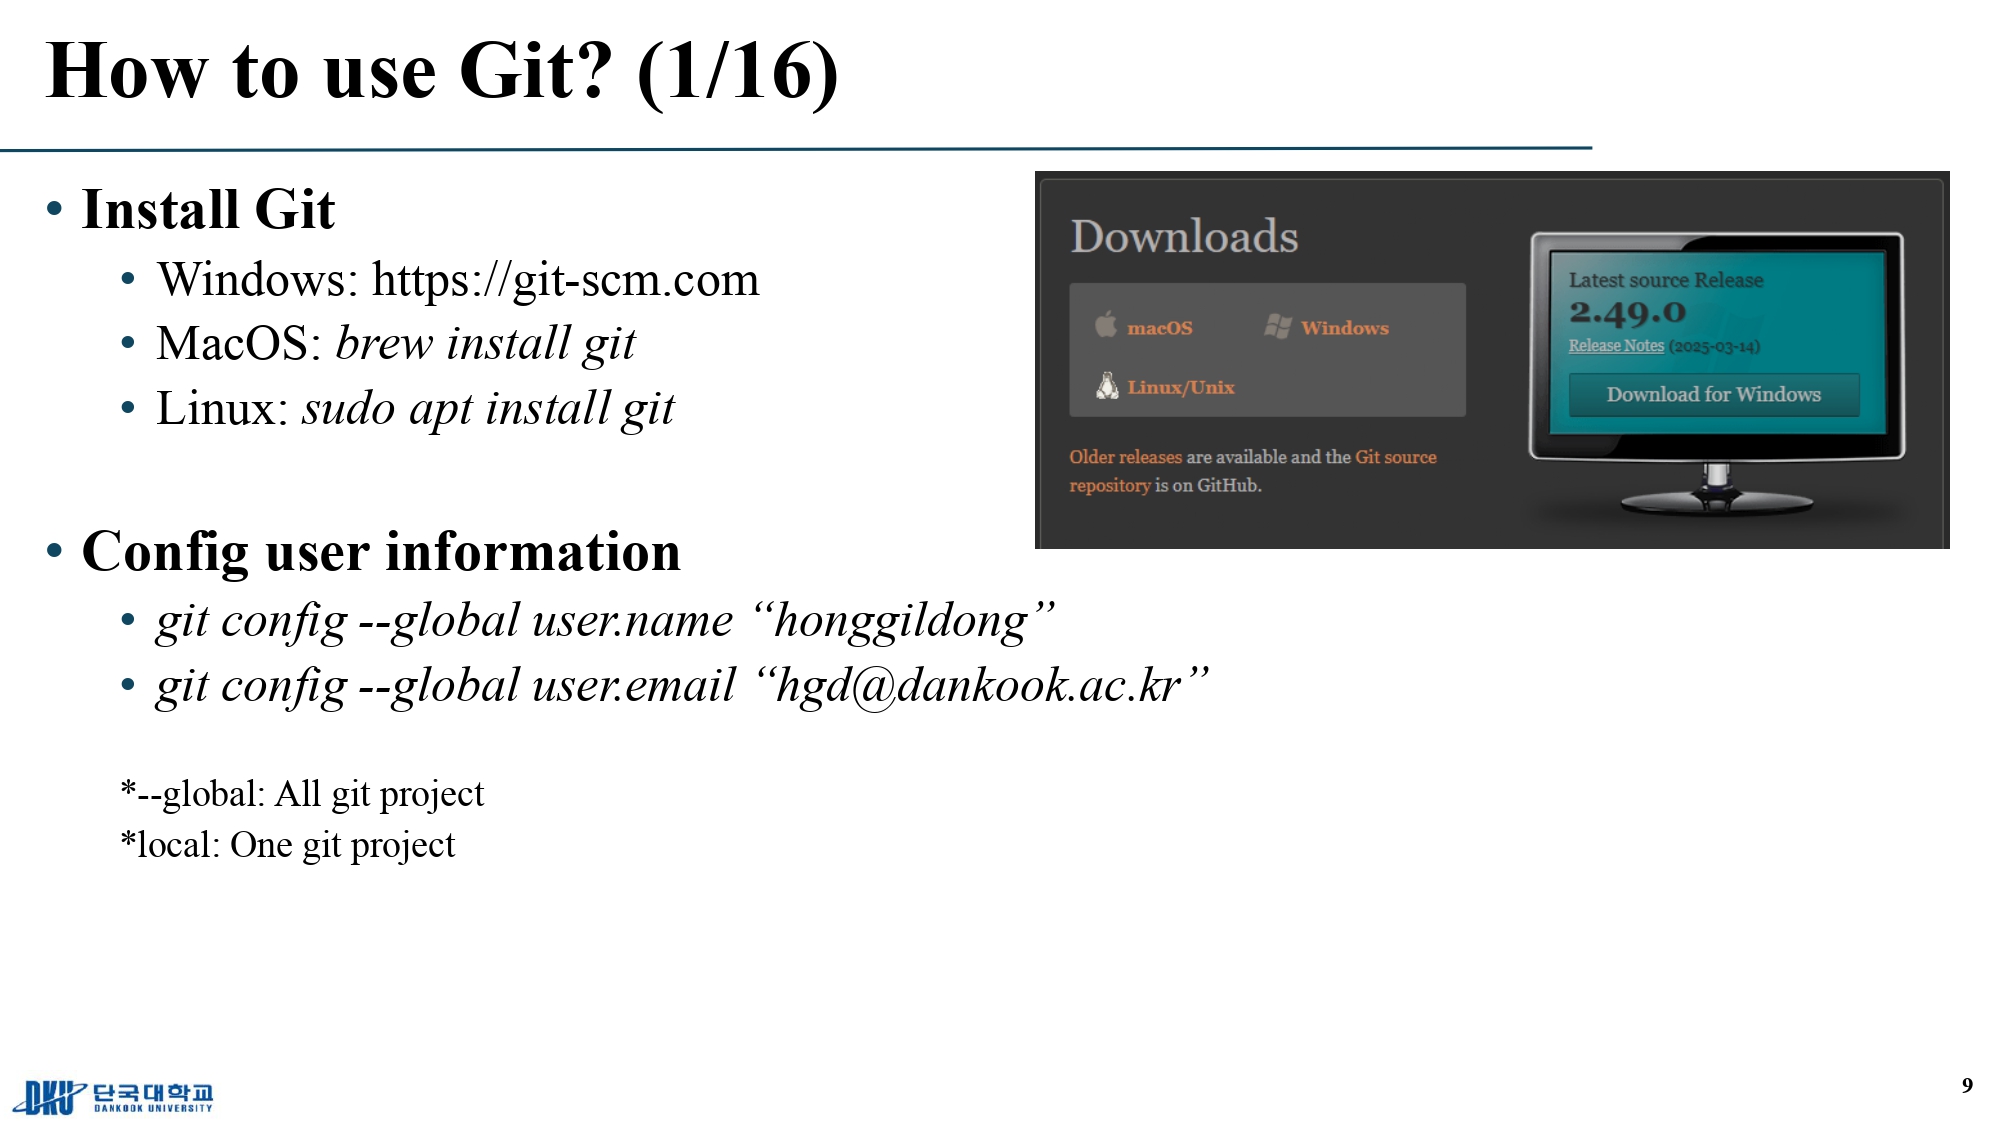 How to use Git? (1/16)
• Install Git
• Windows: https://git-scm.com
• MacOS: brew install git
• Linux: sudo apt install git
Downloads
macOS
Windows
Linux/Unix
Older releases are available and the Git source
repository is on GitHub.
Latest source Release
2.49.0
Release Notes (2025-03-14)
Download for Windows
• Config user information
• git config --global user.name “honggildong”
• git config --global user.email “hgd@dankook.ac.kr”
*--global: All git project
*local: One git project
DKU 단국대학교
DANKOOK UNIVERSITY
9